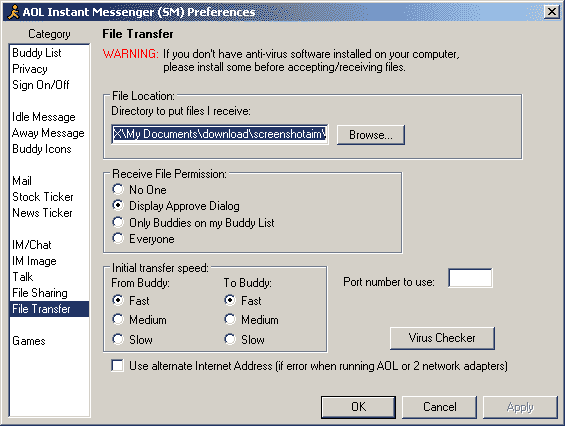 AOL Instant Messenger (SM) Preferences
Category
Buddy List
Privacy
Sign On/Off
Idle Message
Away Message
Buddy Icons
Mail
Stock Ticker
News Ticker
IM/Chat
IM Image
Talk
File Sharing
File Transfer
Games
File Transfer
WARNING: If you don't have anti-virus software installed on your computer,
please install some before accepting/receiving files.
File Location:
Directory to put files I receive:
X\My Documents\download\screenshotaim\
Browse...
Receive File Permission:
No One
Display Approve Dialog
Only Buddies on my Buddy List
Everyone
Initial transfer speed:
From Buddy:
Fast
Medium
Slow
To Buddy:
Fast
Medium
Slow
Port number to use:
Virus Checker
Use alternate Internet Address (if error when running AOL or 2 network adapters)
OK
Cancel
Apply